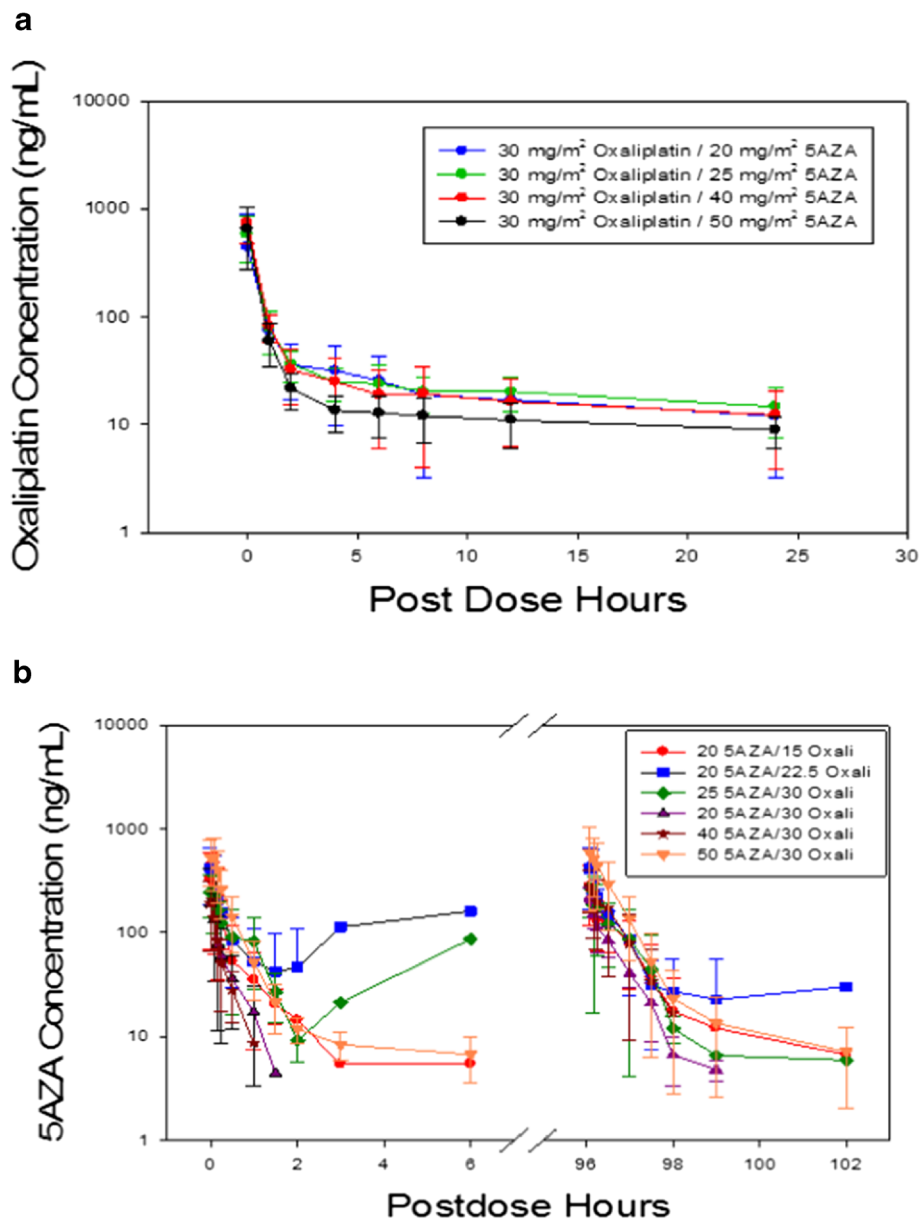 a
Oxaliplatin Concentration (ng/mL)
10000
1000
100
10
1
30 mg/m² Oxaliplatin / 20 mg/m² 5AZA
30 mg/m² Oxaliplatin / 25 mg/m² 5AZA
30 mg/m² Oxaliplatin / 40 mg/m² 5AZA
30 mg/m² Oxaliplatin / 50 mg/m² 5AZA
0 5 10 15 20 25 30
Post Dose Hours
b
5AZA Concentration (ng/mL)
10000
1000
100
10
1
20 5AZA/15 Oxali
20 5AZA/22.5 Oxali
25 5AZA/30 Oxali
20 5AZA/30 Oxali
40 5AZA/30 Oxali
50 5AZA/30 Oxali
0 2 4 6 96 98 100 102
Postdose Hours